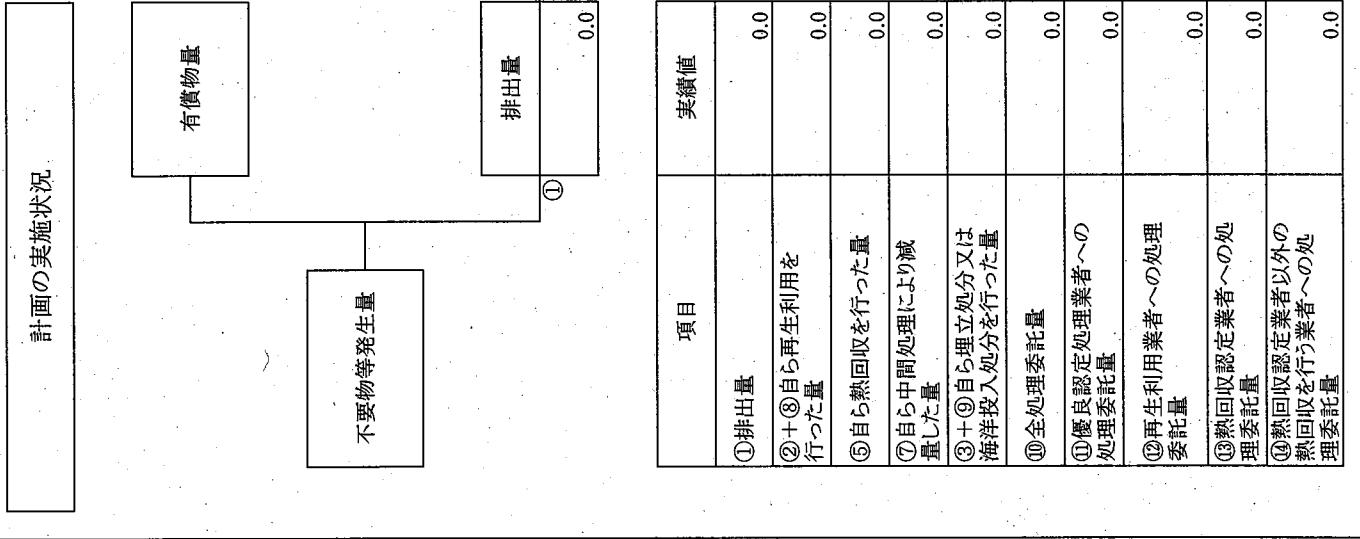 計画の実施状況
有償物量
不要物等発生量
排出量
①
0.0
項目
実績値
①排出量
0.0
②+⑧自ら再生利用を
行った量
0.0
⑤自ら熱回収を行った量
0.0
⑦自ら中間処理により減
量した量
0.0
③+⑨自ら埋立処分又は
海洋投入処分を行った量
0.0
⑩全処理委託量
0.0
⑪優良認定処理業者への
処理委託量
0.0
⑫再生利用業者への処理
委託量
0.0
⑬熱回収認定業者への処
理委託量
0.0
⑭熱回収認定業者以外の
熱回収を行う業者への処
理委託量
0.0